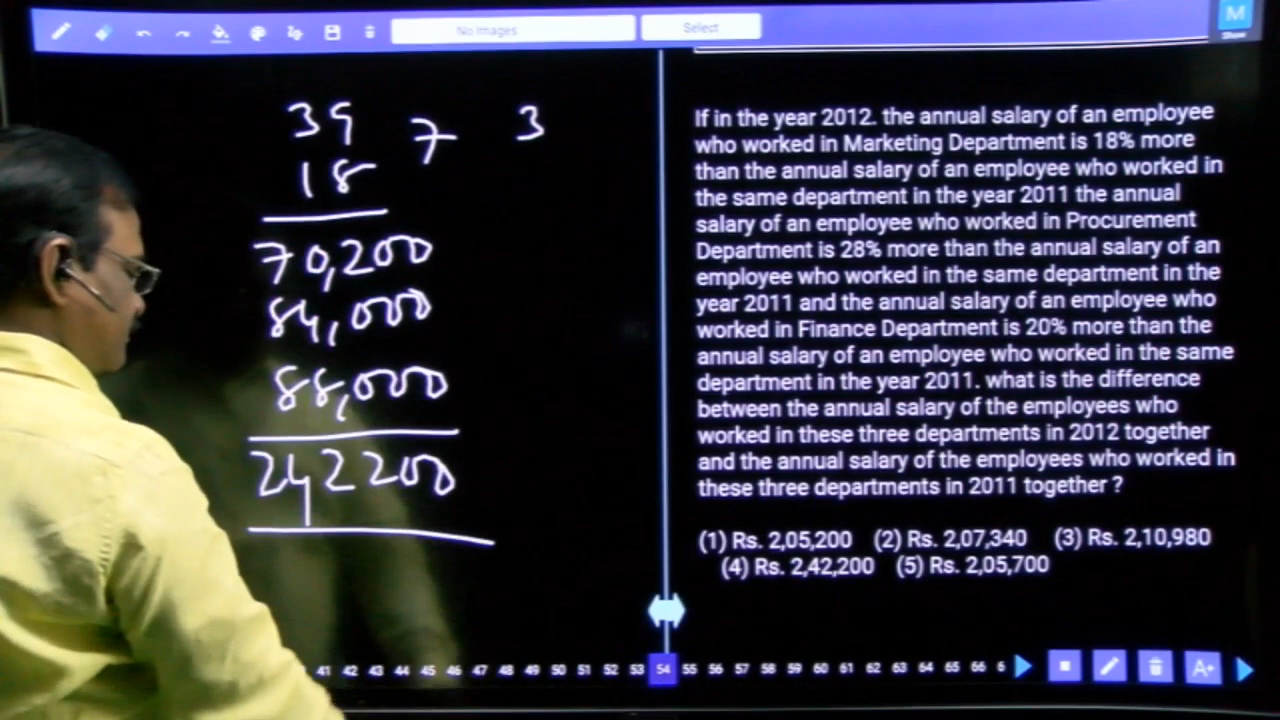 No Images
Select
M
Show
39 7 3
18
70,200
84,000
88,000
242200
If in the year 2012. the annual salary of an employee
who worked in Marketing Department is 18% more
than the annual salary of an employee who worked in
the same department in the year 2011 the annual
salary of an employee who worked in Procurement
Department is 28% more than the annual salary of an
employee who worked in the same department in the
year 2011 and the annual salary of an employee who
worked in Finance Department is 20% more than the
annual salary of an employee who worked in the same
department in the year 2011. what is the difference
between the annual salary of the employees who
worked in these three departments in 2012 together
and the annual salary of the employees who worked in
these three departments in 2011 together ?
(1) Rs. 2,05,200 (2) Rs. 2,07,340 (3) Rs. 2,10,980
(4) Rs. 2,42,200 (5) Rs. 2,05,700
41 42 43 44 45 46 47 48 49 50 51 52 53 54 55 56 57 58 59 60 61 62 63 64 65 66 6
A+